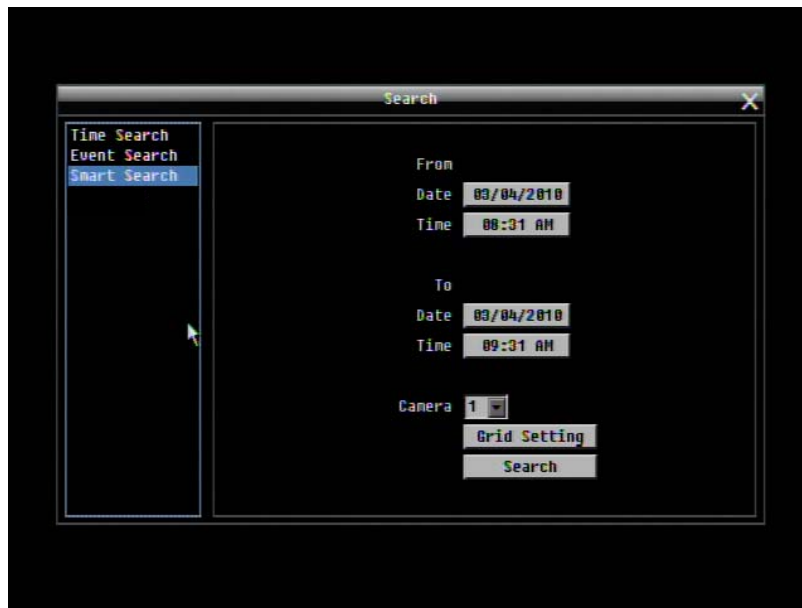 Search X
Time Search
Event Search
Smart Search
From
Date 03/04/2010
Time 08:31 AM
To
Date 03/04/2010
Time 09:31 AM
Camera 1
Grid Setting
Search